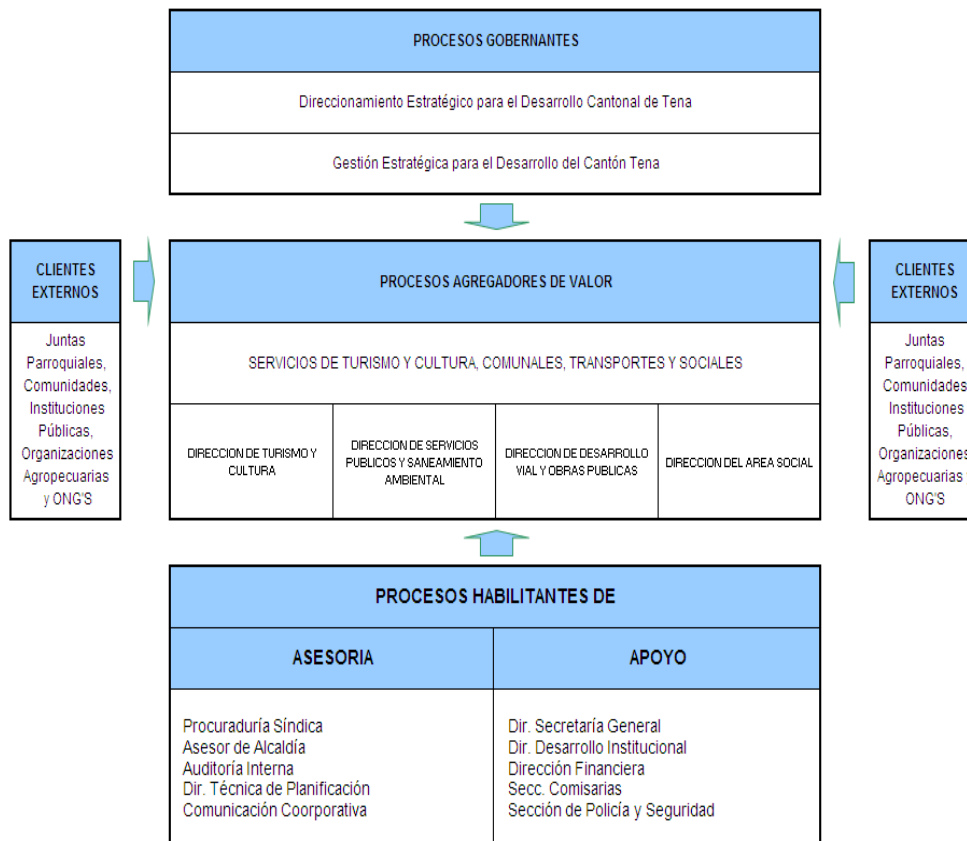 PROCESOS GOBERNANTES
Direccionamiento Estratégico para el Desarrollo Cantonal de Tena
Gestión Estratégica para el Desarrollo del Cantón Tena
CLIENTES
EXTERNOS
Juntas
Parroquiales,
Comunidades,
Instituciones
Públicas,
Organizaciones
Agropecuarias
y ONG'S
PROCESOS AGREGADORES DE VALOR
SERVICIOS DE TURISMO Y CULTURA, COMUNALES, TRANSPORTES Y SOCIALES
DIRECCION DE TURISMO Y
CULTURA
DIRECCION DE SERVICIOS
PUBLICOS Y SANEAMIENTO
AMBIENTAL
DIRECCION DE DESARROLLO
VIAL Y OBRAS PUBLICAS
DIRECCION DEL AREA SOCIAL
CLIENTES
EXTERNOS
Juntas
Parroquiales,
Comunidades
Instituciones
Públicas,
Organizaciones
Agropecuarias y
ONG'S
PROCESOS HABILITANTES DE
ASESORIA
Procuraduría Síndica
Asesor de Alcaldía
Auditoría Interna
Dir. Técnica de Planificación
Comunicación Coorporativa
APOYO
Dir. Secretaría General
Dir. Desarrollo Institucional
Dirección Financiera
Secc. Comisarias
Sección de Policía y Seguridad